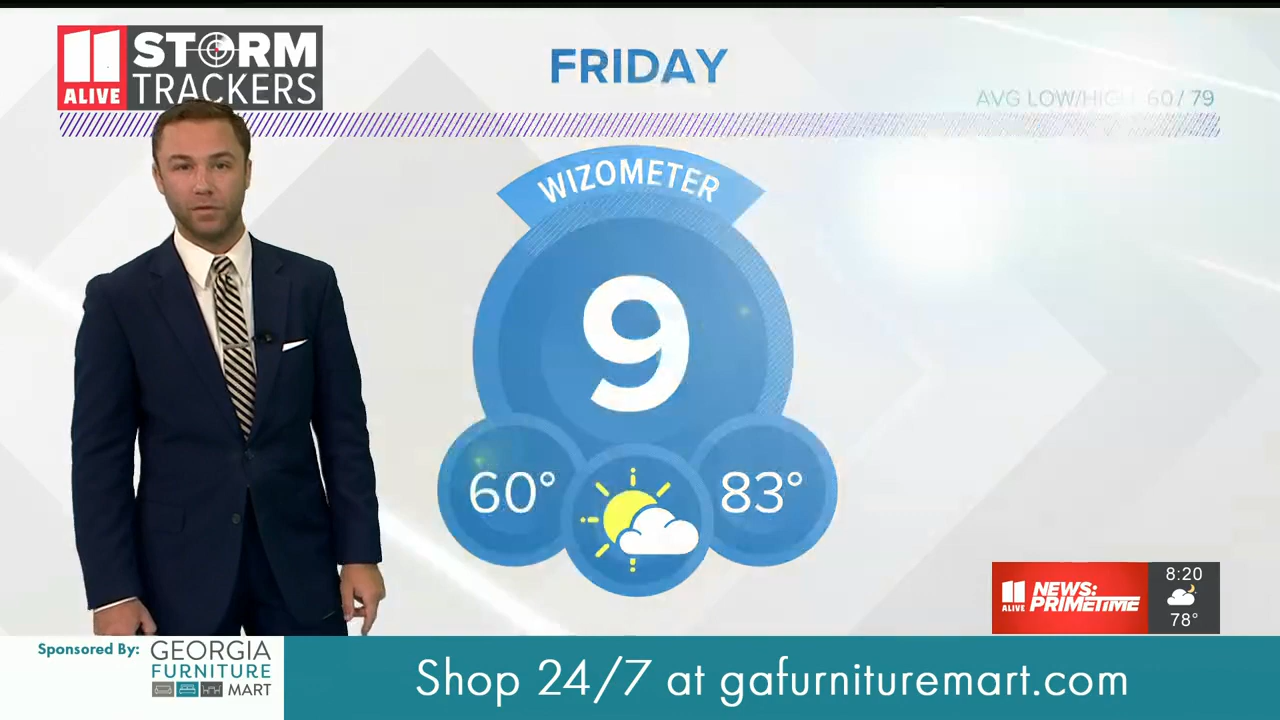 11 ALIVE
STORM
TRACKERS
FRIDAY
AVG LOW/HIGH 60 / 79
WIZOMETER
9
60°
83°
11 ALIVE
NEWS:
PRIMETIME
8:20
78°
Sponsored By:
GEORGIA
FURNITURE
MART
Shop 24/7 at gafurnituremart.com